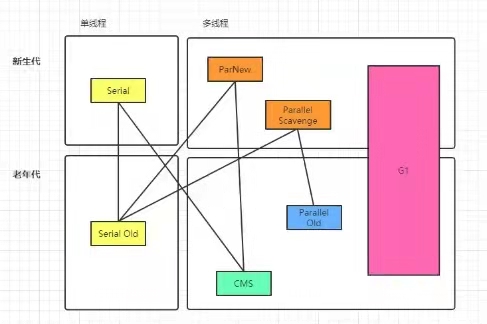 单线程
多线程
新生代
ParNew
Serial
Parallel
Scavenge
老年代
G1
Parallel
Old
Serial Old
CMS